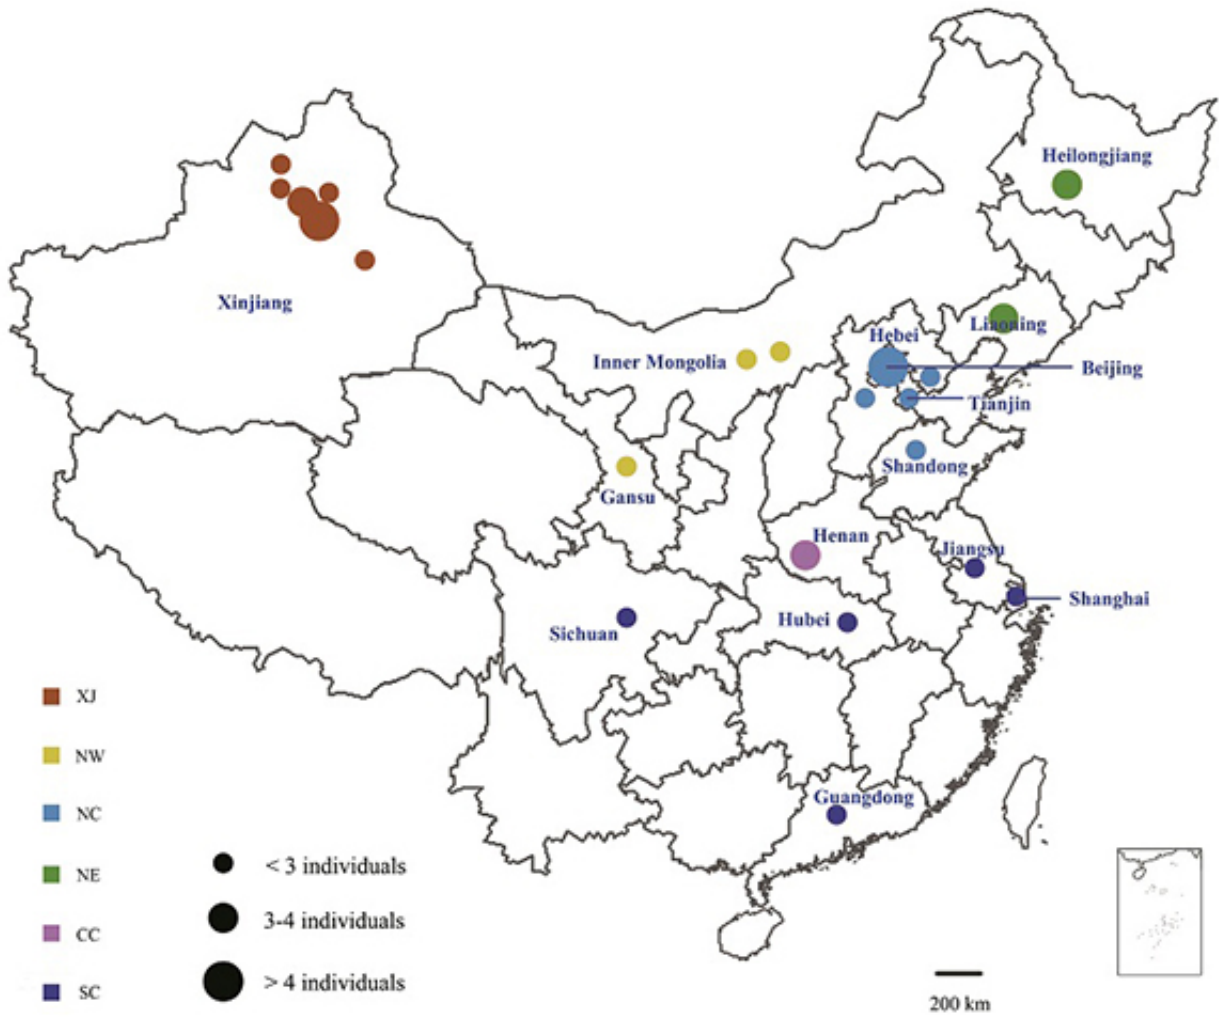 Heilongjiang
Xinjiang
Liaoning
Hebei
Inner Mongolia
Beijing
Tianjin
Shandong
Gansu
Henan
Jiangsu
Shanghai
Hubei
Sichuan
XJ
NW
NC
Guangdong
< 3 individuals
NE
3-4 individuals
CC
> 4 individuals
SC
200 km